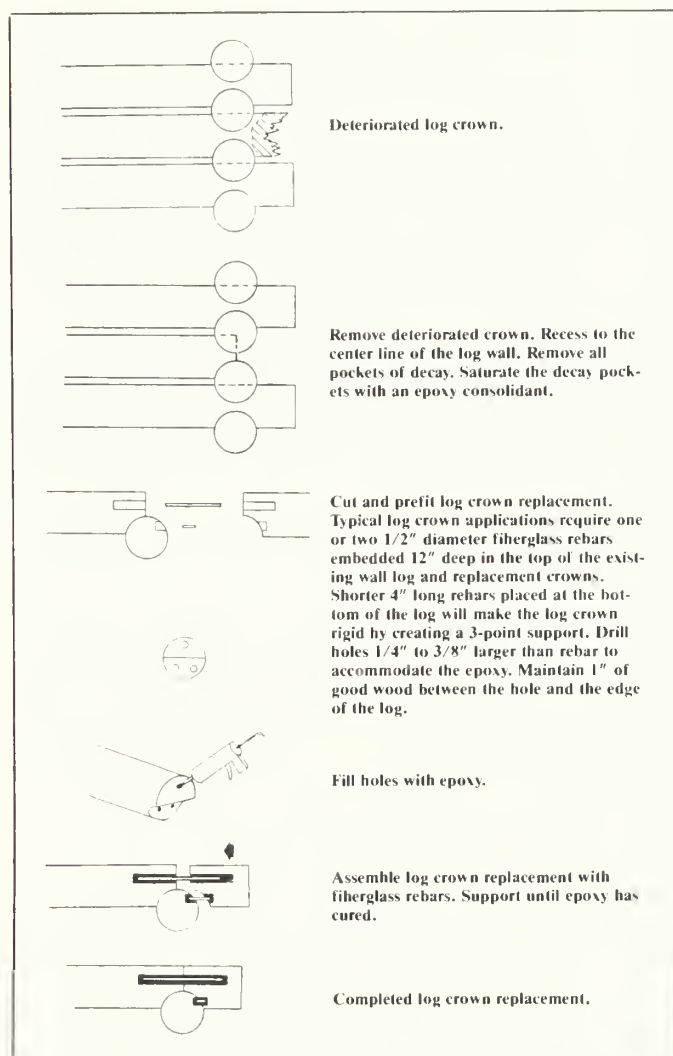 Deteriorated log crown.
Remove deteriorated crown. Recess to the
center line of the log wall. Remove all
pockets of decay. Saturate the decay pock-
ets with an epoxy consolidant.
Cut and prefit log crown replacement.
Typical log crown applications require one
or two 1/2" diameter fiberglass rebars
embedded 12" deep in the top of the exist-
ing wall log and replacement crowns.
Shorter 4" long rebars placed at the bot-
tom of the log will make the log crown
rigid by creating a 3-point support. Drill
holes 1/4" to 3/8" larger than rebar to
accommodate the epoxy. Maintain 1" of
good wood between the hole and the edge
of the log.
Fill holes with epoxy.
Assemble log crown replacement with
fiberglass rebars. Support until epoxy has
cured.
Completed log crown replacement.